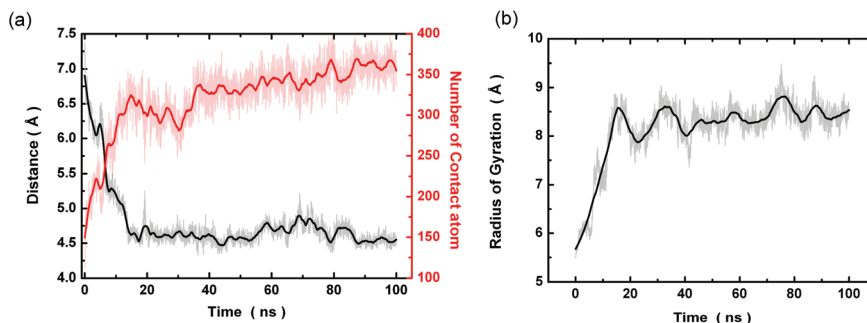 (a)
7.5
7.0
6.5
6.0
5.5
5.0
4.5
4.0
Distance ( Å )
0 20 40 60 80 100
Time ( ns )
400
350
300
250
200
150
100
Number of Contact atom
(b)
10
9
8
7
6
5
Radius of Gyration ( Å )
0 20 40 60 80 100
Time ( ns )